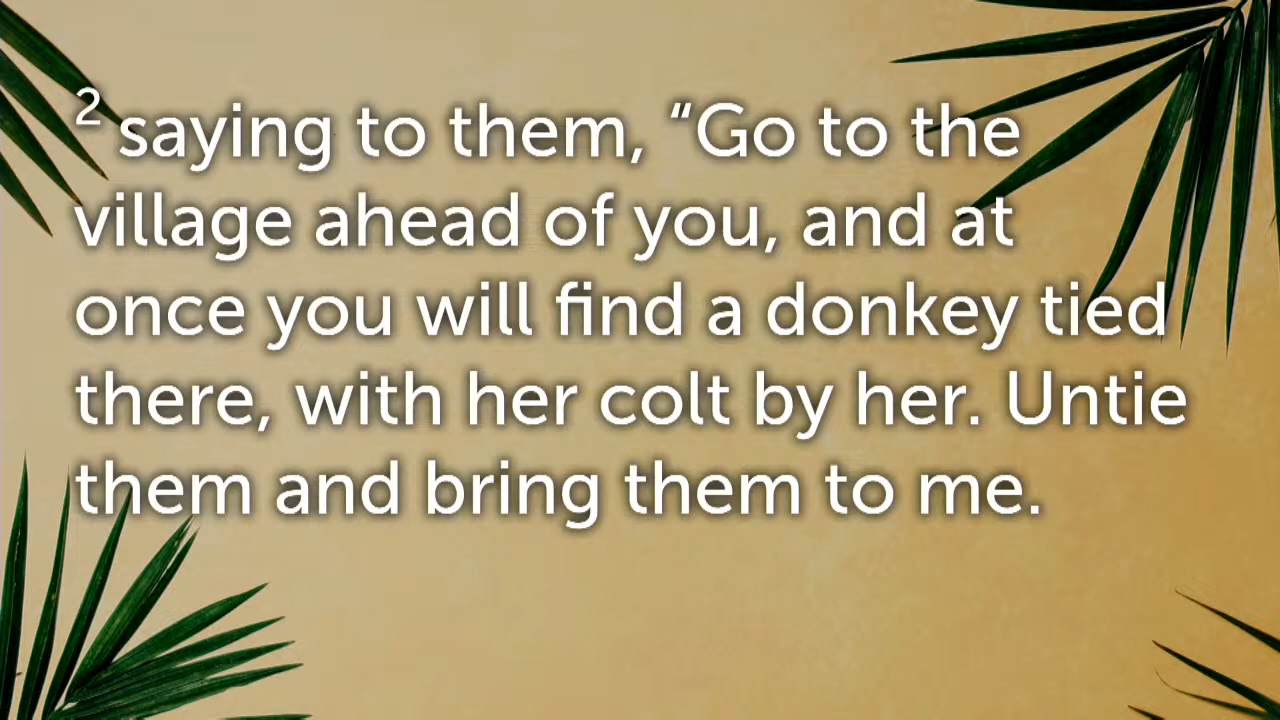 2 saying to them, “Go to the
village ahead of you, and at
once you will find a donkey tied
there, with her colt by her. Untie
them and bring them to me.